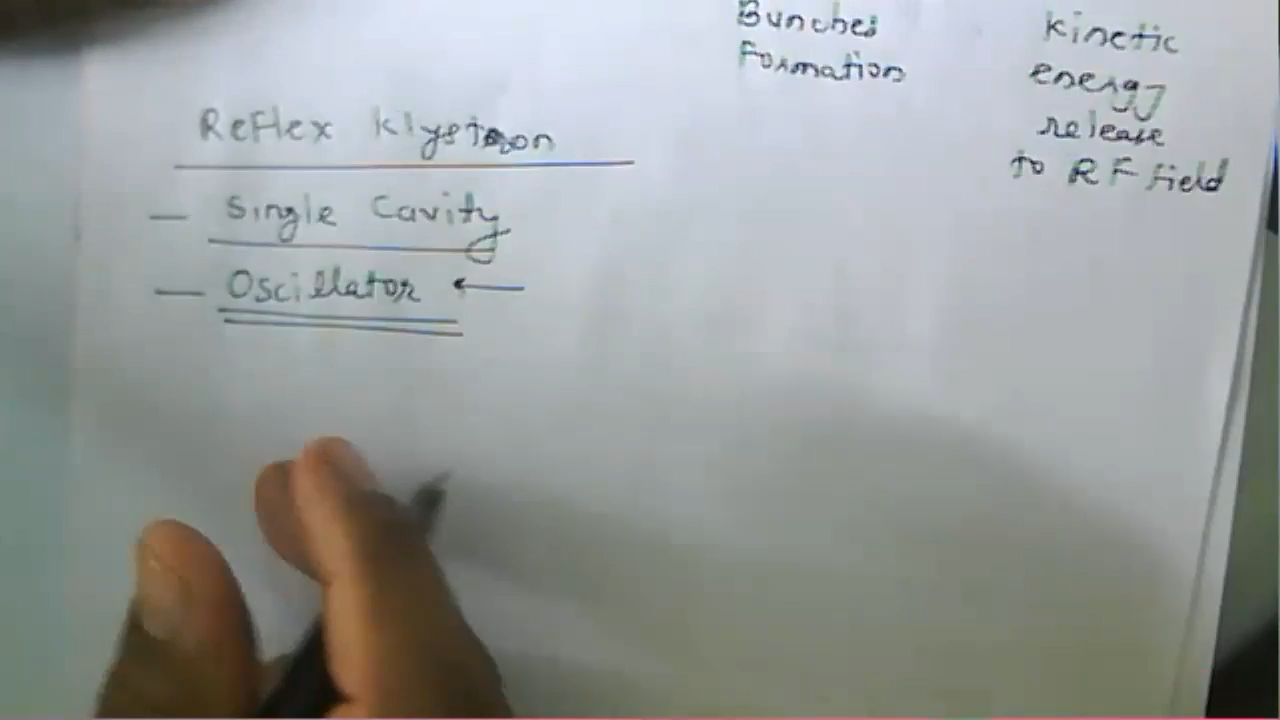 Bunches
Formation
Kinetic
energy
release
to RF field
Reflex Klystron
— Single Cavity
— Oscillator ←